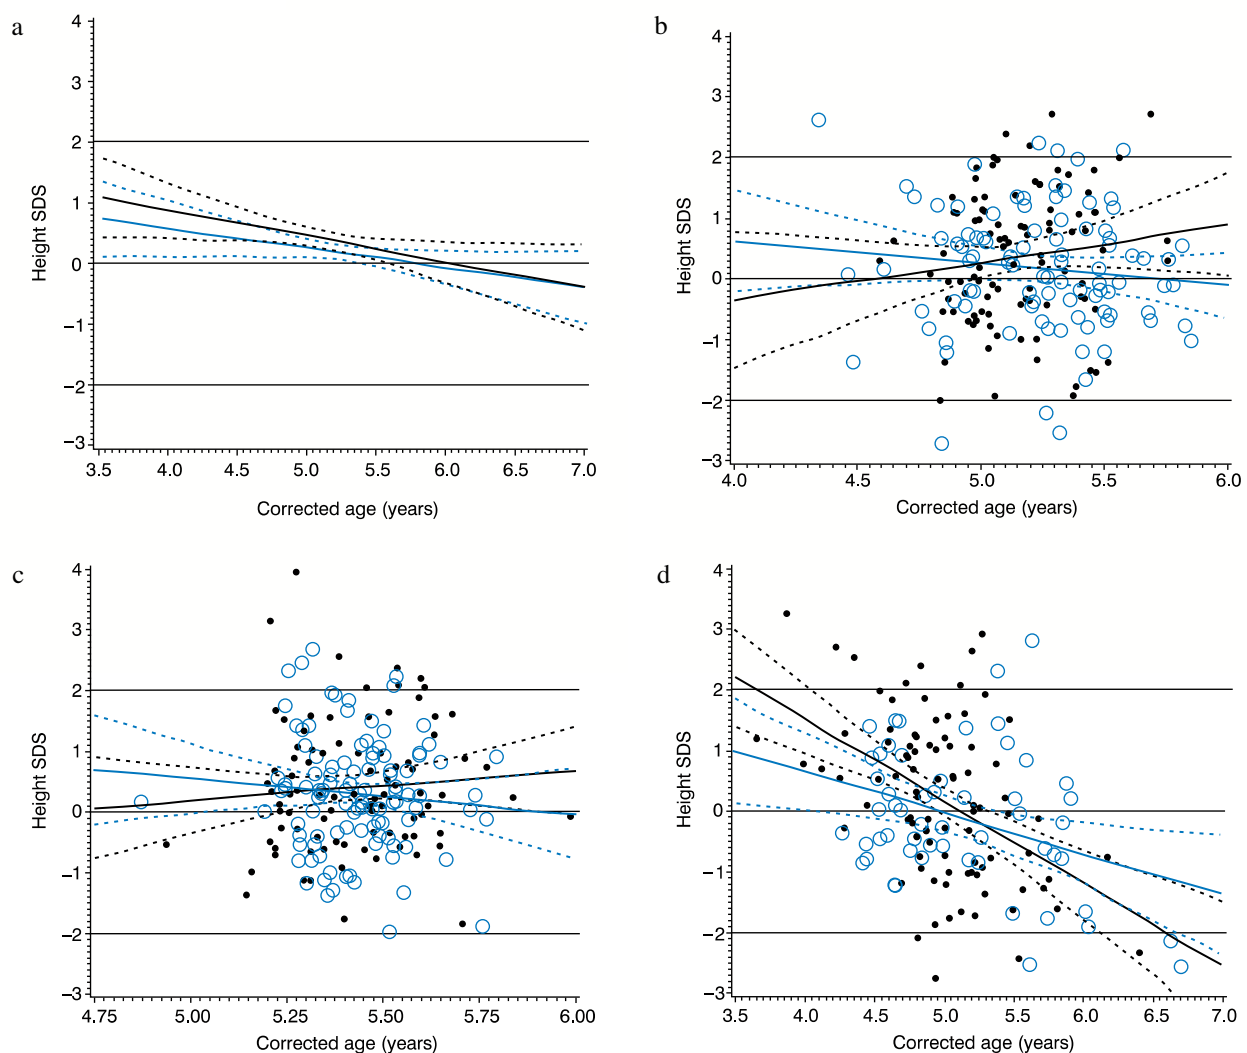 a
4
3
2
1
0
−1
−2
−3
Height SDS
3.5 4.0 4.5 5.0 5.5 6.0 6.5 7.0
Corrected age (years)
b
4
3
2
1
0
−1
−2
−3
Height SDS
4.0 4.5 5.0 5.5 6.0
Corrected age (years)
c
4
3
2
1
0
−1
−2
−3
Height SDS
4.75 5.00 5.25 5.50 5.75 6.00
Corrected age (years)
d
4
3
2
1
0
−1
−2
−3
Height SDS
3.5 4.0 4.5 5.0 5.5 6.0 6.5 7.0
Corrected age (years)